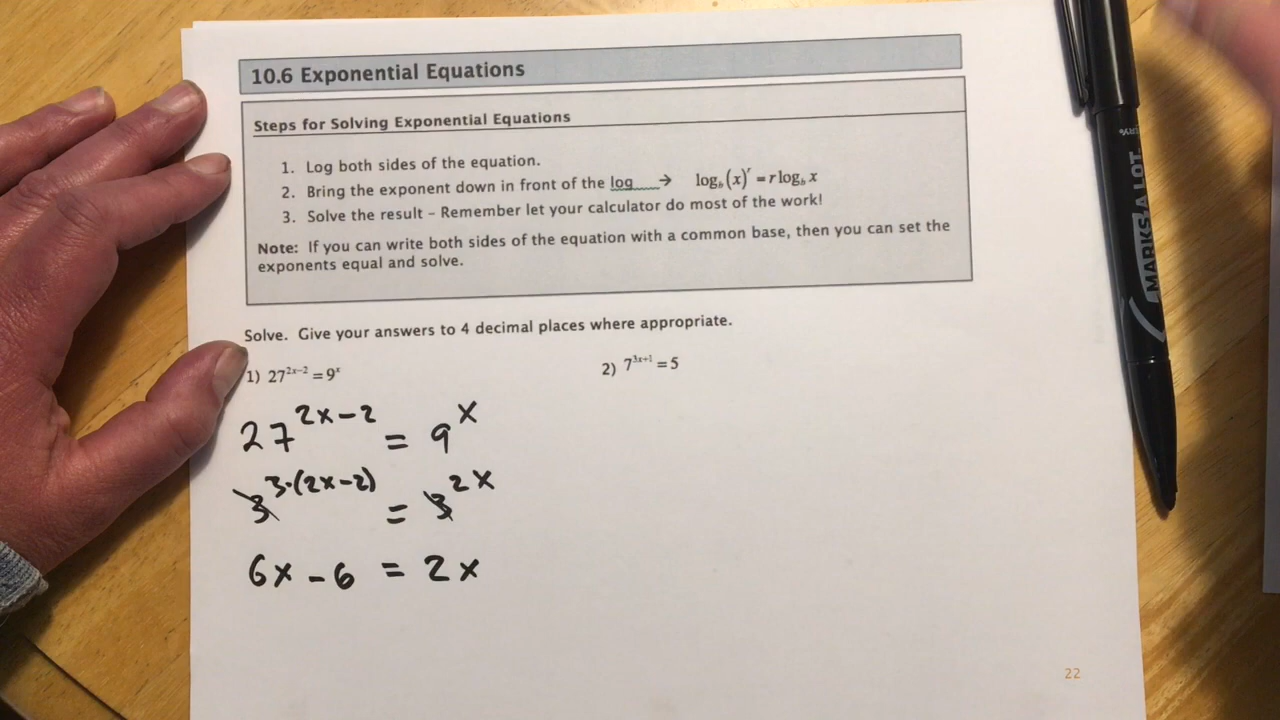 10.6 Exponential Equations
Steps for Solving Exponential Equations
1. Log both sides of the equation.
2. Bring the exponent down in front of the log → log_b(x)^r = r log_b x
3. Solve the result – Remember let your calculator do most of the work!
Note: If you can write both sides of the equation with a common base, then you can set the
exponents equal and solve.
Solve. Give your answers to 4 decimal places where appropriate.
1) 27^{2x−2} = 9^x
2) 7^{3x+1} = 5
27^{2x−2} = 9^x
3^{3·(2x−2)} = 3^{2x}
6x − 6 = 2x
22
MARKS-A-LOT